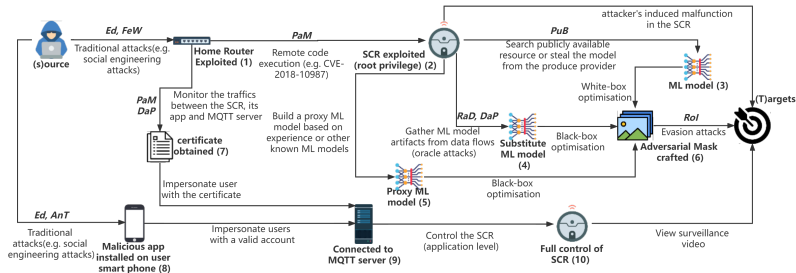 attacker's induced malfunction
in the SCR
Ed, FeW
Traditional attacks(e.g.
social engineering
attacks)
(s)ource
Home Router
Exploited (1)
PaM
Remote code
execution (e.g. CVE-
2018-10987)
SCR exploited
(root privilege) (2)
PuB
Search publicly available
resource or steal the model
from the produce provider
ML model (3)
White-box
optimisation
PaM
DaP
Monitor the traffics
between the SCR, its
app and MQTT server
Build a proxy ML
model based on
experience or other
known ML models
RaD, DaP
Gather ML model
artifacts from data flows
(oracle attacks)
Substitute
ML model
(4)
Black-box
optimisation
Adversarial Mask
crafted (6)
RoI
Evasion attacks
(T)argets
certificate
obtained (7)
Impersonate user
with the certificate
Proxy ML
model (5)
Black-box
optimisation
Ed, AnT
Traditional
attacks(e.g. social
engineering attacks)
Malicious app
installed on user
smart phone (8)
Impersonate users
with a valid account
Connected to
MQTT server (9)
Control the SCR
(application level)
Full control of
SCR (10)
View surveillance
video